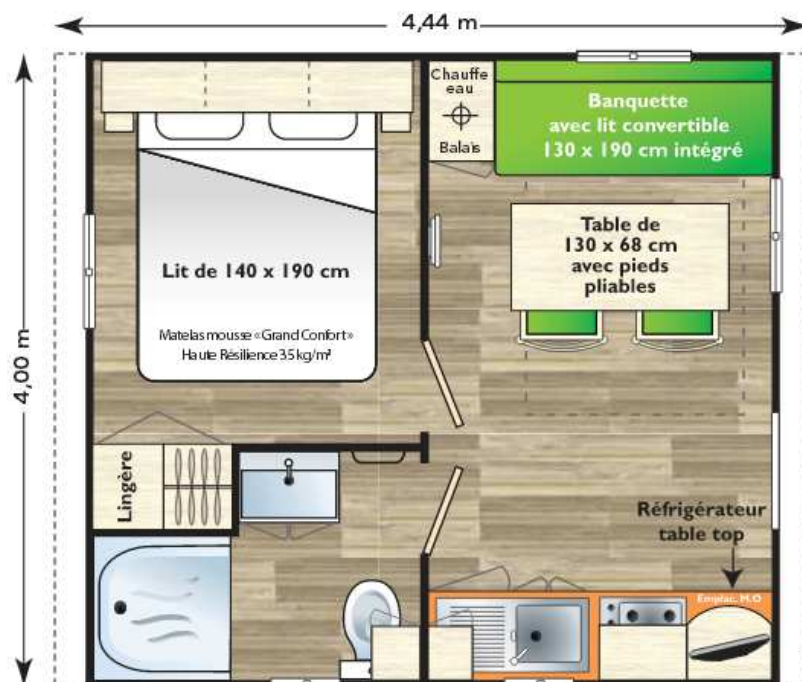 4,44 m
4,00 m
Chauffe
eau
Balais
Banquette
avec lit convertible
130 x 190 cm intégré
Table de
130 x 68 cm
avec pieds
pliables
Lit de 140 x 190 cm
Matelas mousse «Grand Confort»
Haute Résilience 35 kg/m³
Lingère
Réfrigérateur
table top
Emplac. M.O